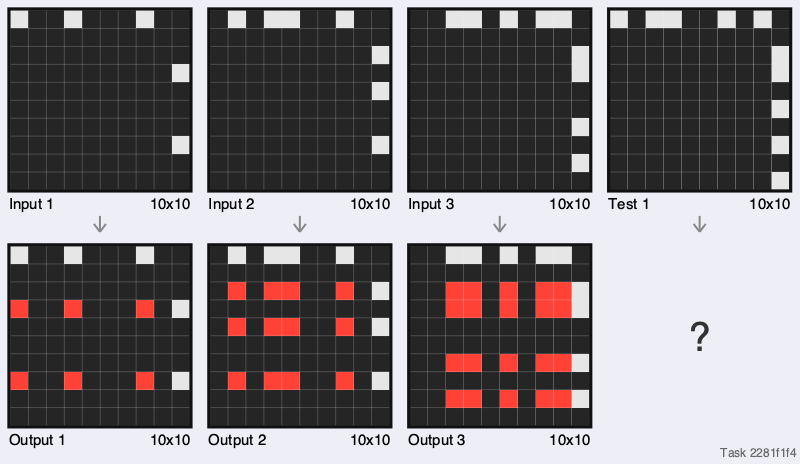 Input 1 10x10
Input 2 10x10
Input 3 10x10
Test 1 10x10
?
Output 1 10x10
Output 2 10x10
Output 3 10x10
Task 2281f1f4